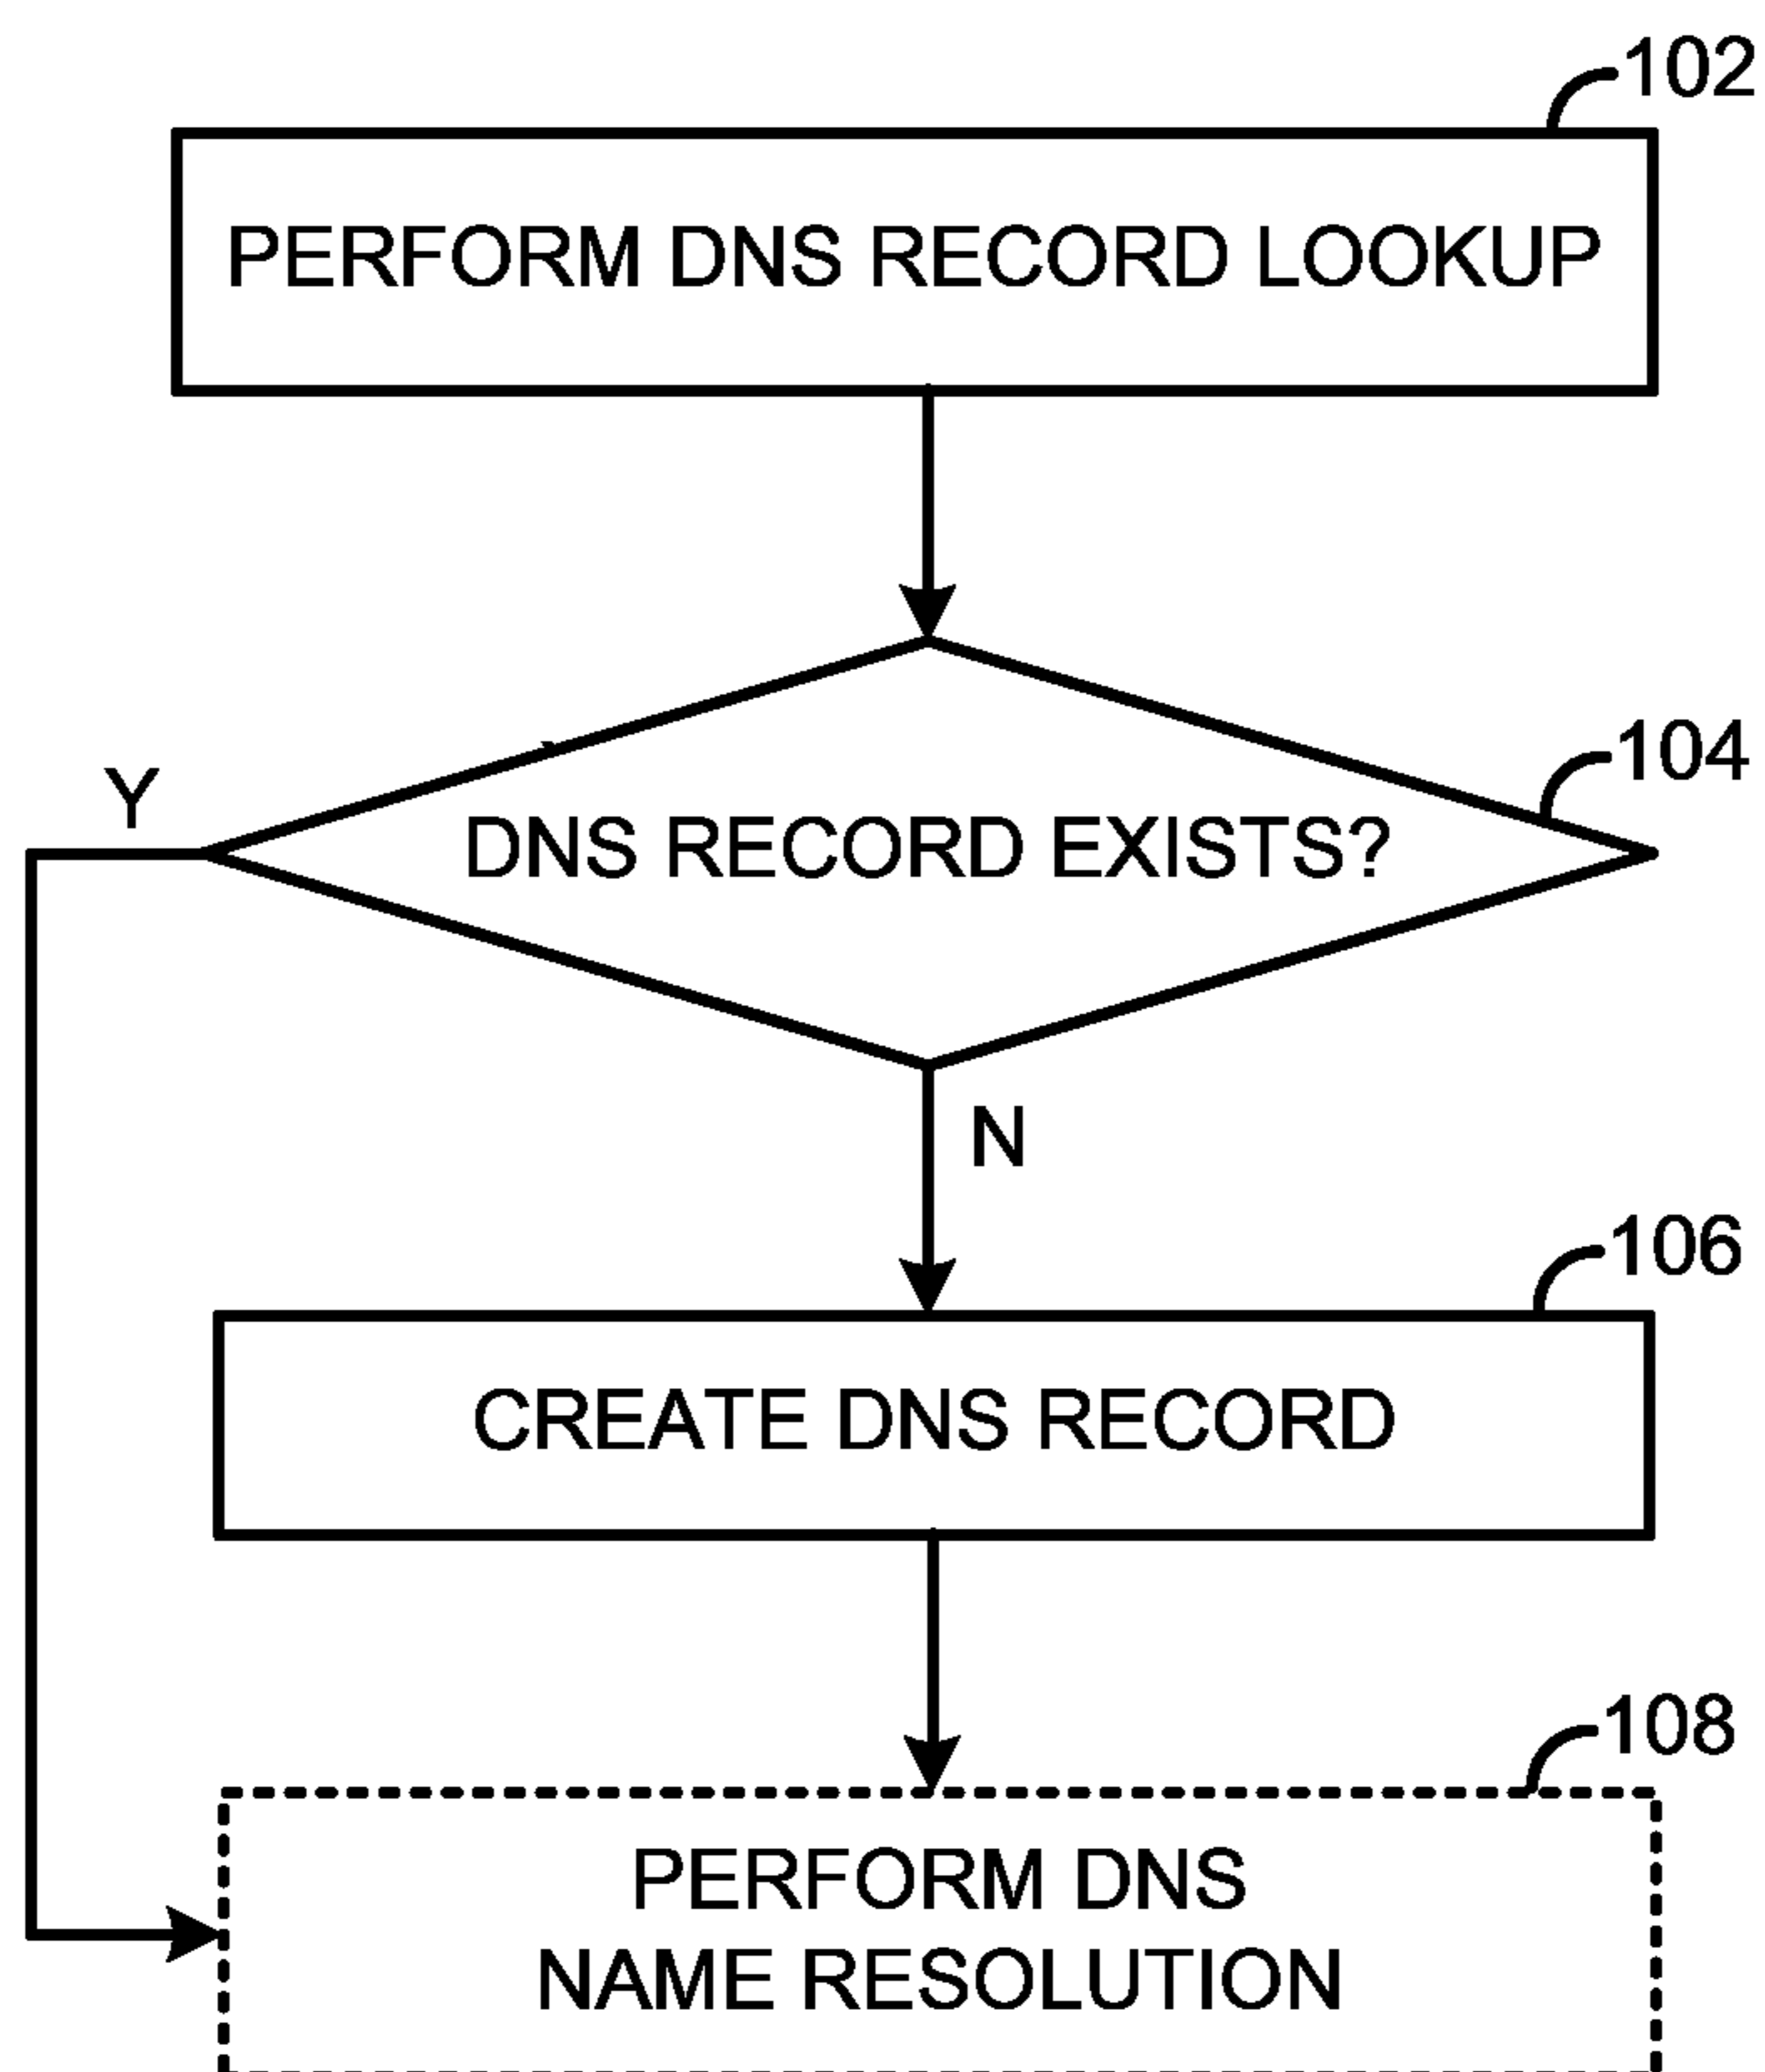 102
PERFORM DNS RECORD LOOKUP
104
Y
DNS RECORD EXISTS?
N
106
CREATE DNS RECORD
108
PERFORM DNS
NAME RESOLUTION